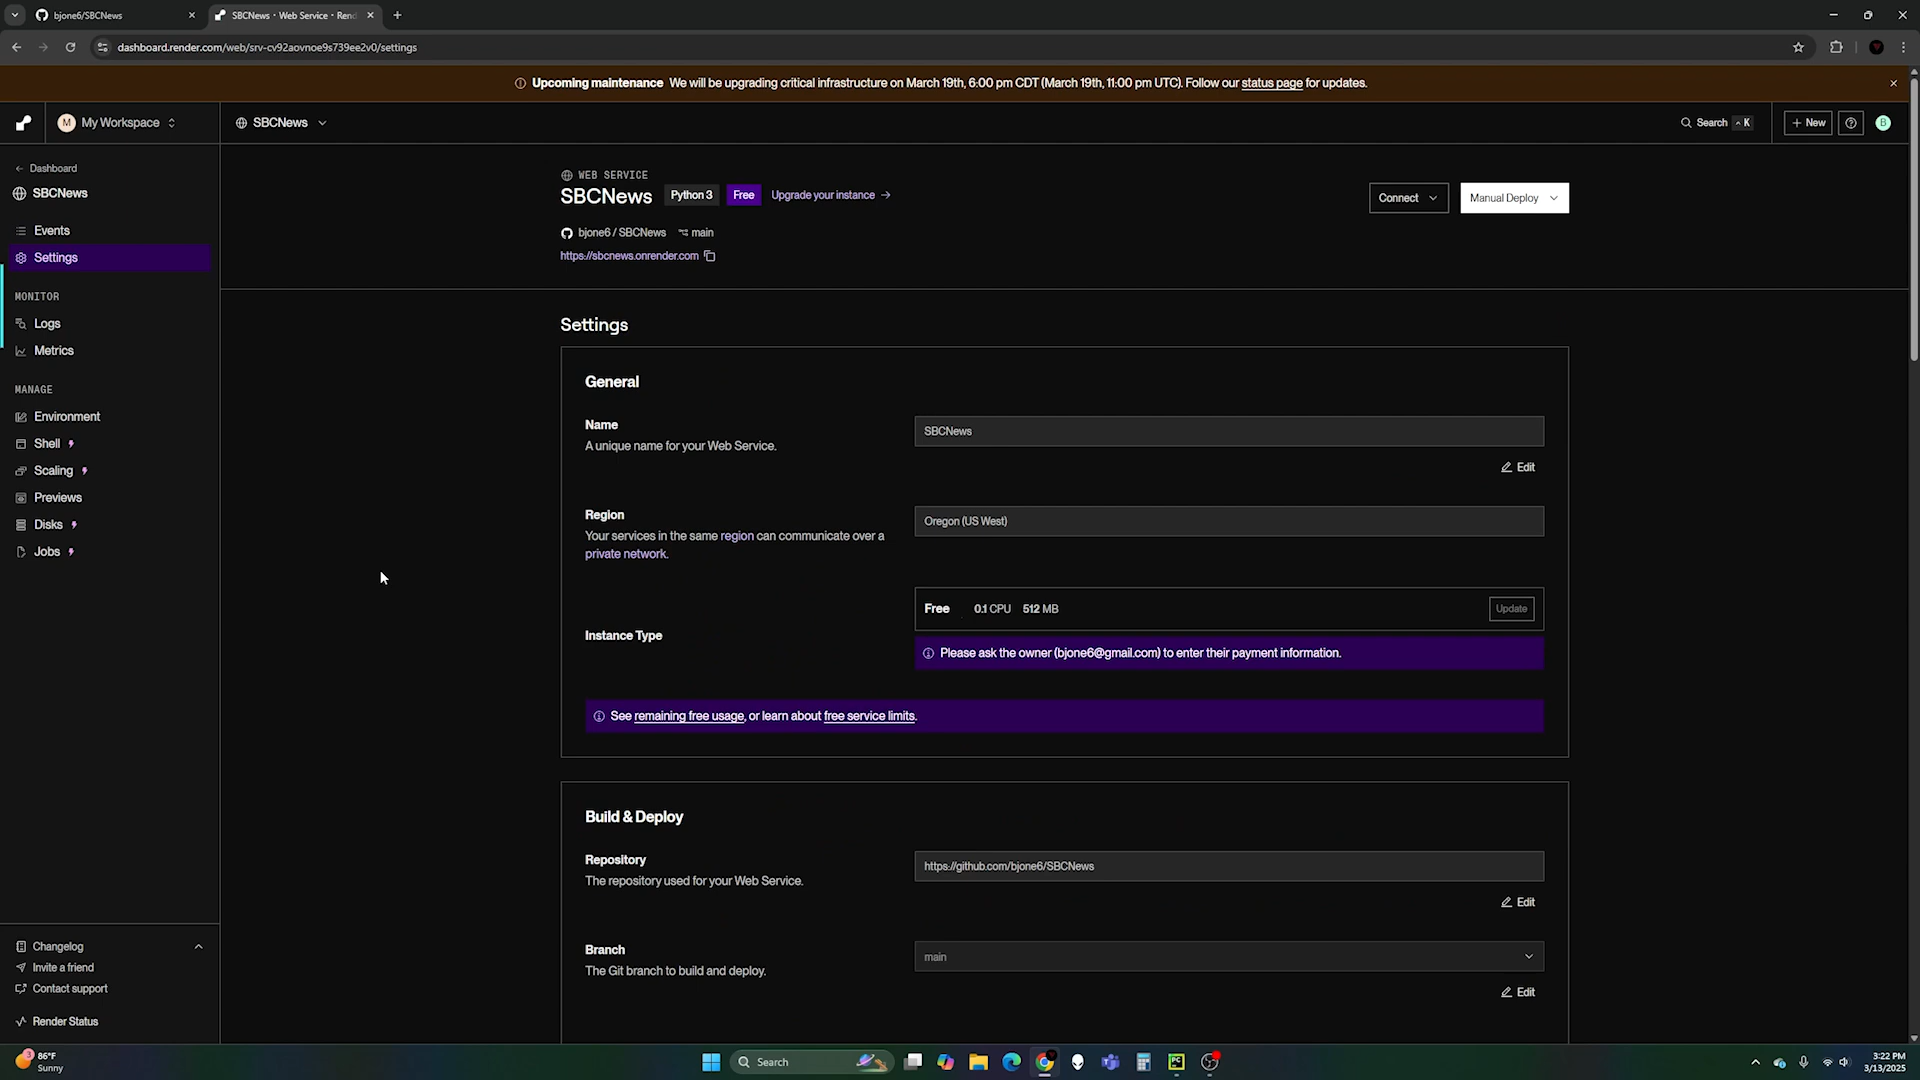 bjone6/SBCNews
SBCNews · Web Service · Rend
dashboard.render.com/web/srv-cv92aovnoe9s739ee2v0/settings
Upcoming maintenance We will be upgrading critical infrastructure on March 19th, 6:00 pm CDT (March 19th, 11:00 pm UTC). Follow our status page for updates.
M My Workspace
SBCNews
Search K
+ New
B
← Dashboard
SBCNews
Events
Settings
MONITOR
Logs
Metrics
MANAGE
Environment
Shell
Scaling
Previews
Disks
Jobs
Changelog
Invite a friend
Contact support
Render Status
WEB SERVICE
SBCNews Python 3 Free Upgrade your instance →
Connect
Manual Deploy
bjone6 / SBCNews main
https://sbcnews.onrender.com
Settings
General
Name
A unique name for your Web Service.
SBCNews
Edit
Region
Your services in the same region can communicate over a
private network.
Oregon (US West)
Instance Type
Free 0.1 CPU 512 MB
Update
Please ask the owner (bjone6@gmail.com) to enter their payment information.
See remaining free usage, or learn about free service limits.
Build & Deploy
Repository
The repository used for your Web Service.
https://github.com/bjone6/SBCNews
Edit
Branch
The Git branch to build and deploy.
main
Edit
3
86°F
Sunny
Search
PC
3:22 PM
3/13/2025